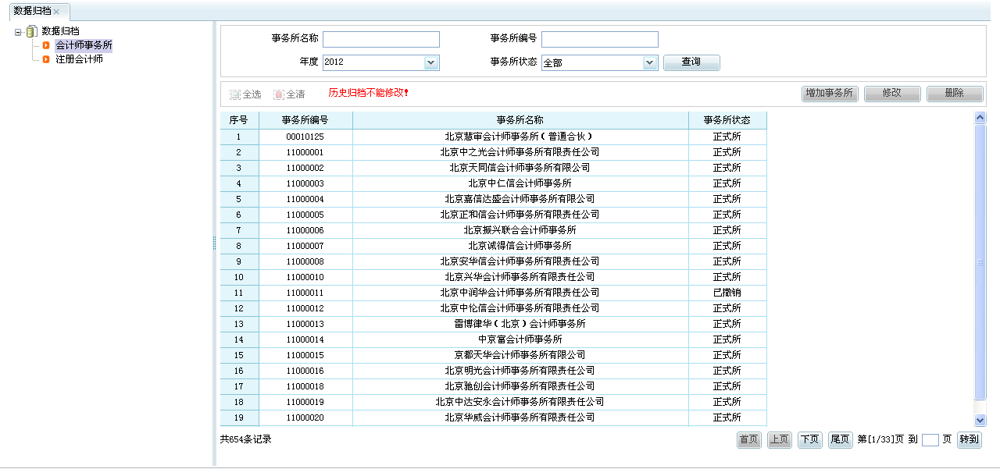 数据归档
数据归档
会计师事务所
注册会计师
事务所名称 事务所编号
年度 2012 事务所状态 全部 查询
全选 全清 历史归档不能修改! 增加事务所 修改 删除
序号 事务所编号 事务所名称 事务所状态
1 00010125 北京慧审会计师事务所(普通合伙) 正式所
2 11000001 北京中之光会计师事务所有限责任公司 正式所
3 11000002 北京天同信会计师事务所有限公司 正式所
4 11000003 北京中仁信会计师事务所 正式所
5 11000004 北京嘉信达盛会计师事务所有限公司 正式所
6 11000005 北京正和信会计师事务所有限责任公司 正式所
7 11000006 北京振兴联合会计师事务所 正式所
8 11000007 北京诚得信会计师事务所 正式所
9 11000008 北京安华信会计师事务所有限责任公司 正式所
10 11000010 北京兴华会计师事务所有限责任公司 正式所
11 11000011 北京中润华会计师事务所有限责任公司 已撤销
12 11000012 北京中伦信会计师事务所有限责任公司 正式所
13 11000013 雷博律华(北京)会计师事务所 正式所
14 11000014 中京富会计师事务所 正式所
15 11000015 京都天华会计师事务所有限公司 正式所
16 11000016 北京明光会计师事务所有限责任公司 正式所
17 11000018 北京驰创会计师事务所有限责任公司 正式所
18 11000019 北京中达安永会计师事务所有限责任公司 正式所
19 11000020 北京华威会计师事务所有限责任公司 正式所
共654条记录 首页 上页 下页 尾页 第[1/33]页 到 页 转到